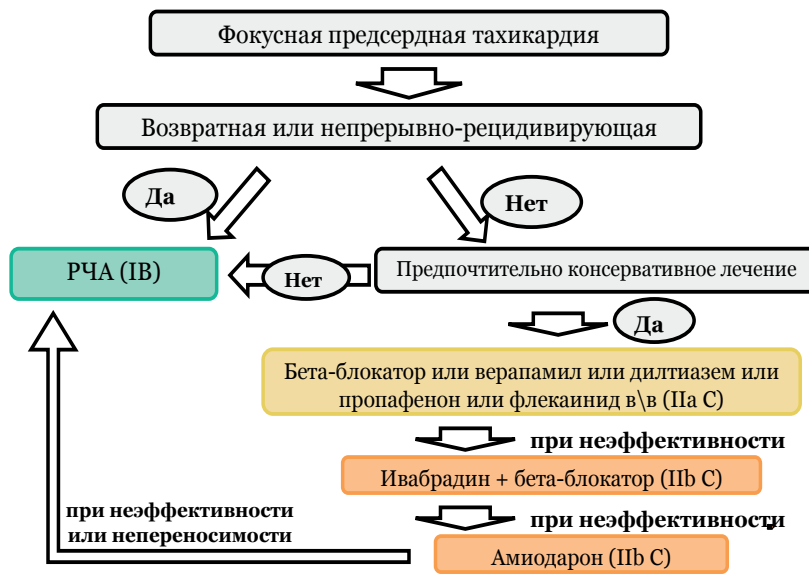 Фокусная предсердная тахикардия
Возвратная или непрерывно-рецидивирующая
Да
Нет
РЧА (IB)
Нет
Предпочтительно консервативное лечение
Да
Бета-блокатор или верапамил или дилтиазем или
пропафенон или флекаинид в\в (IIa C)
при неэффективности
Ивабрадин + бета-блокатор (IIb C)
при неэффективности
при неэффективности
или непереносимости
Амиодарон (IIb C)